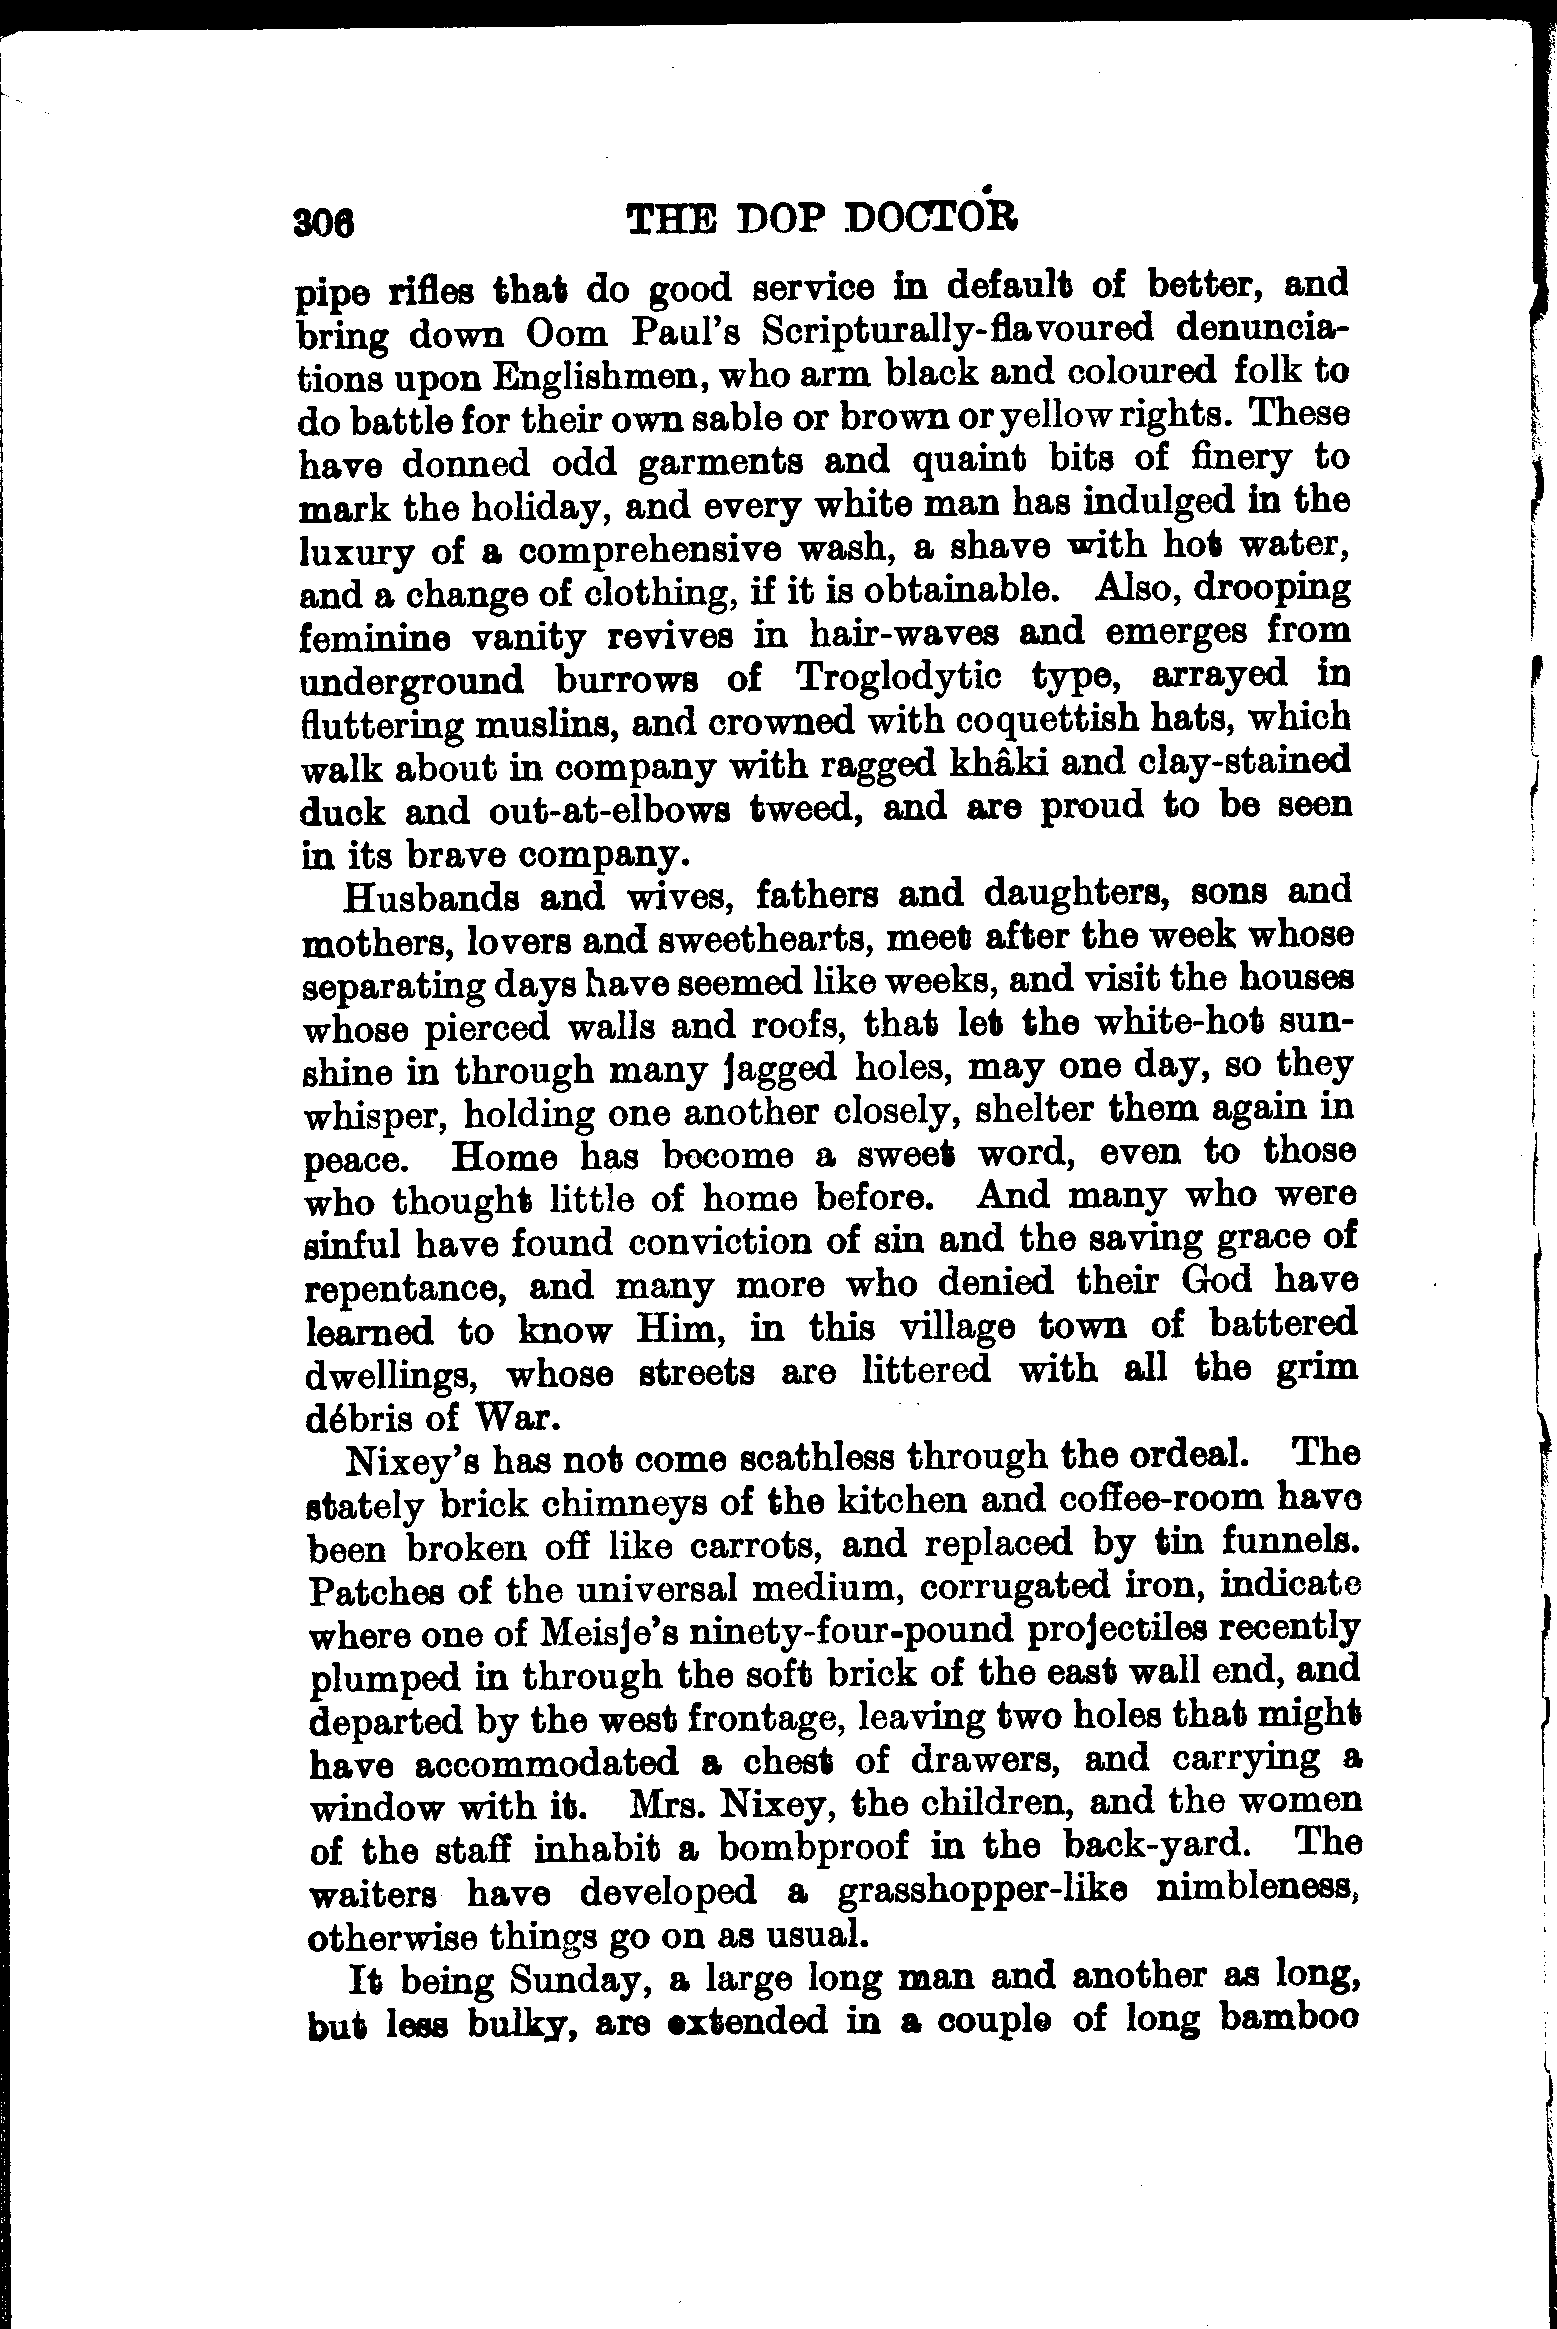 306 THE DOP DOCTOR
pipe rifles that do good service in default of better, and
bring down Oom Paul's Scripturally-flavoured denuncia-
tions upon Englishmen, who arm black and coloured folk to
do battle for their own sable or brown or yellow rights. These
have donned odd garments and quaint bits of finery to
mark the holiday, and every white man has indulged in the
luxury of a comprehensive wash, a shave with hot water,
and a change of clothing, if it is obtainable. Also, drooping
feminine vanity revives in hair-waves and emerges from
underground burrows of Troglodytic type, arrayed in
fluttering muslins, and crowned with coquettish hats, which
walk about in company with ragged khâki and clay-stained
duck and out-at-elbows tweed, and are proud to be seen
in its brave company.
Husbands and wives, fathers and daughters, sons and
mothers, lovers and sweethearts, meet after the week whose
separating days have seemed like weeks, and visit the houses
whose pierced walls and roofs, that let the white-hot sun-
shine in through many jagged holes, may one day, so they
whisper, holding one another closely, shelter them again in
peace. Home has become a sweet word, even to those
who thought little of home before. And many who were
sinful have found conviction of sin and the saving grace of
repentance, and many more who denied their God have
learned to know Him, in this village town of battered
dwellings, whose streets are littered with all the grim
débris of War.
Nixey's has not come scathless through the ordeal. The
stately brick chimneys of the kitchen and coffee-room have
been broken off like carrots, and replaced by tin funnels.
Patches of the universal medium, corrugated iron, indicate
where one of Meisje's ninety-four-pound projectiles recently
plumped in through the soft brick of the east wall end, and
departed by the west frontage, leaving two holes that might
have accommodated a chest of drawers, and carrying a
window with it. Mrs. Nixey, the children, and the women
of the staff inhabit a bombproof in the back-yard. The
waiters have developed a grasshopper-like nimbleness,
otherwise things go on as usual.
It being Sunday, a large long man and another as long,
but less bulky, are extended in a couple of long bamboo